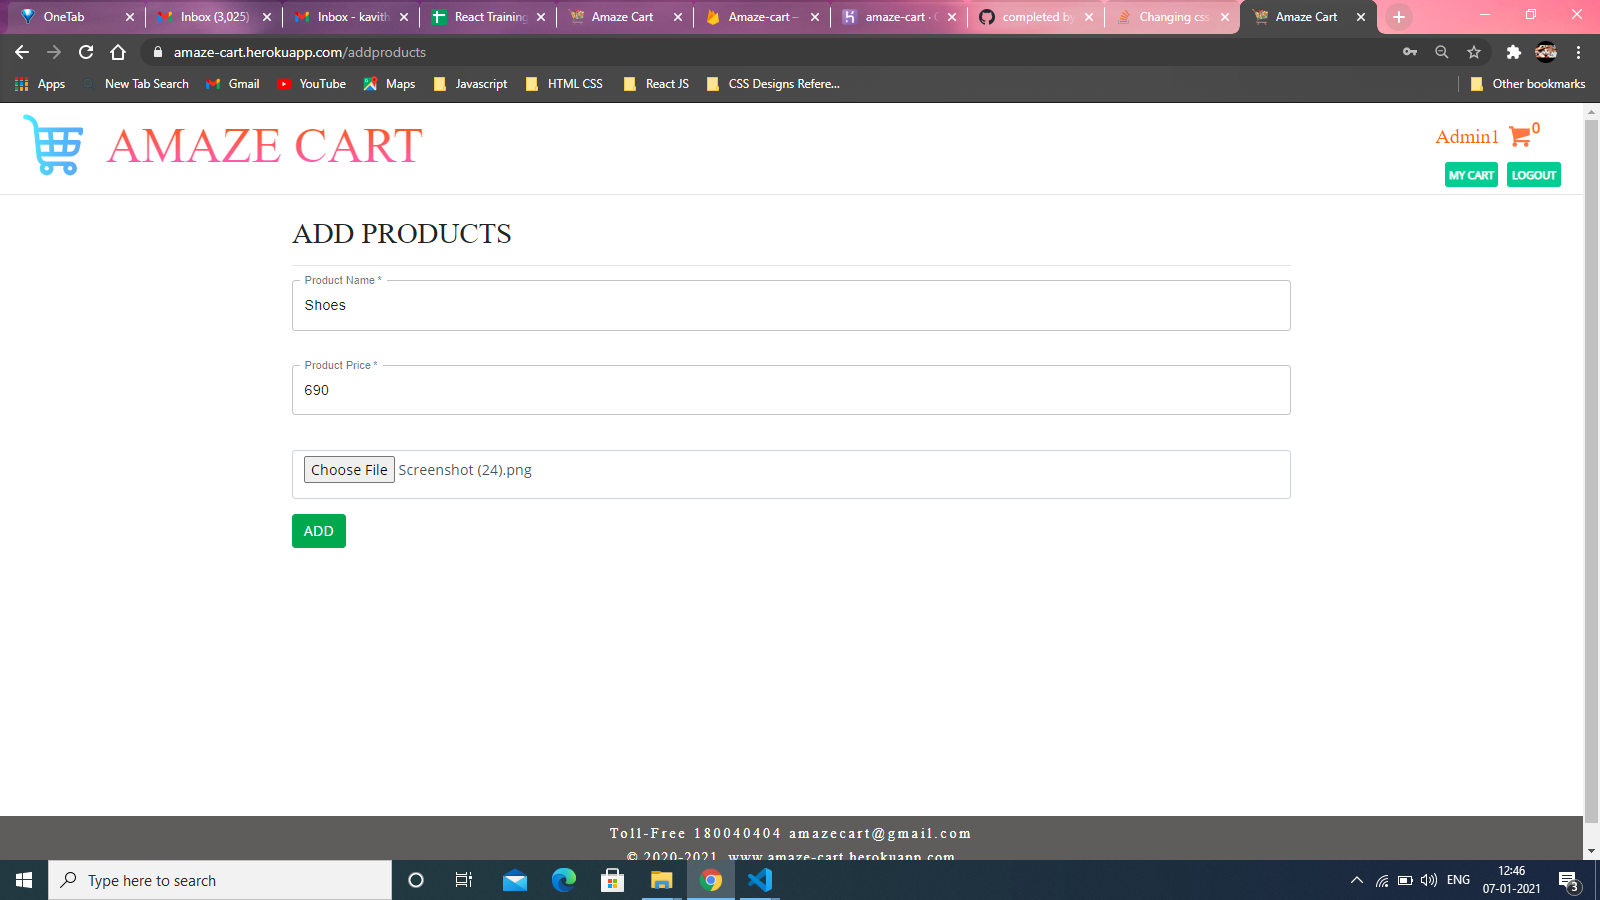 OneTab
Inbox (3,025)
Inbox - kavith
React Training
Amaze Cart
Amaze-cart –
amaze-cart ·
completed by
Changing css
Amaze Cart
amaze-cart.herokuapp.com/addproducts
Apps
New Tab Search
Gmail
YouTube
Maps
Javascript
HTML CSS
React JS
CSS Designs Refere...
Other bookmarks
AMAZE CART
Admin1
0
MY CART
LOGOUT
ADD PRODUCTS
Product Name *
Shoes
Product Price *
690
Choose File Screenshot (24).png
ADD
Toll-Free 180040404 amazecart@gmail.com
© 2020-2021 www.amaze-cart.herokuapp.com
Type here to search
ENG
12:46
07-01-2021
3